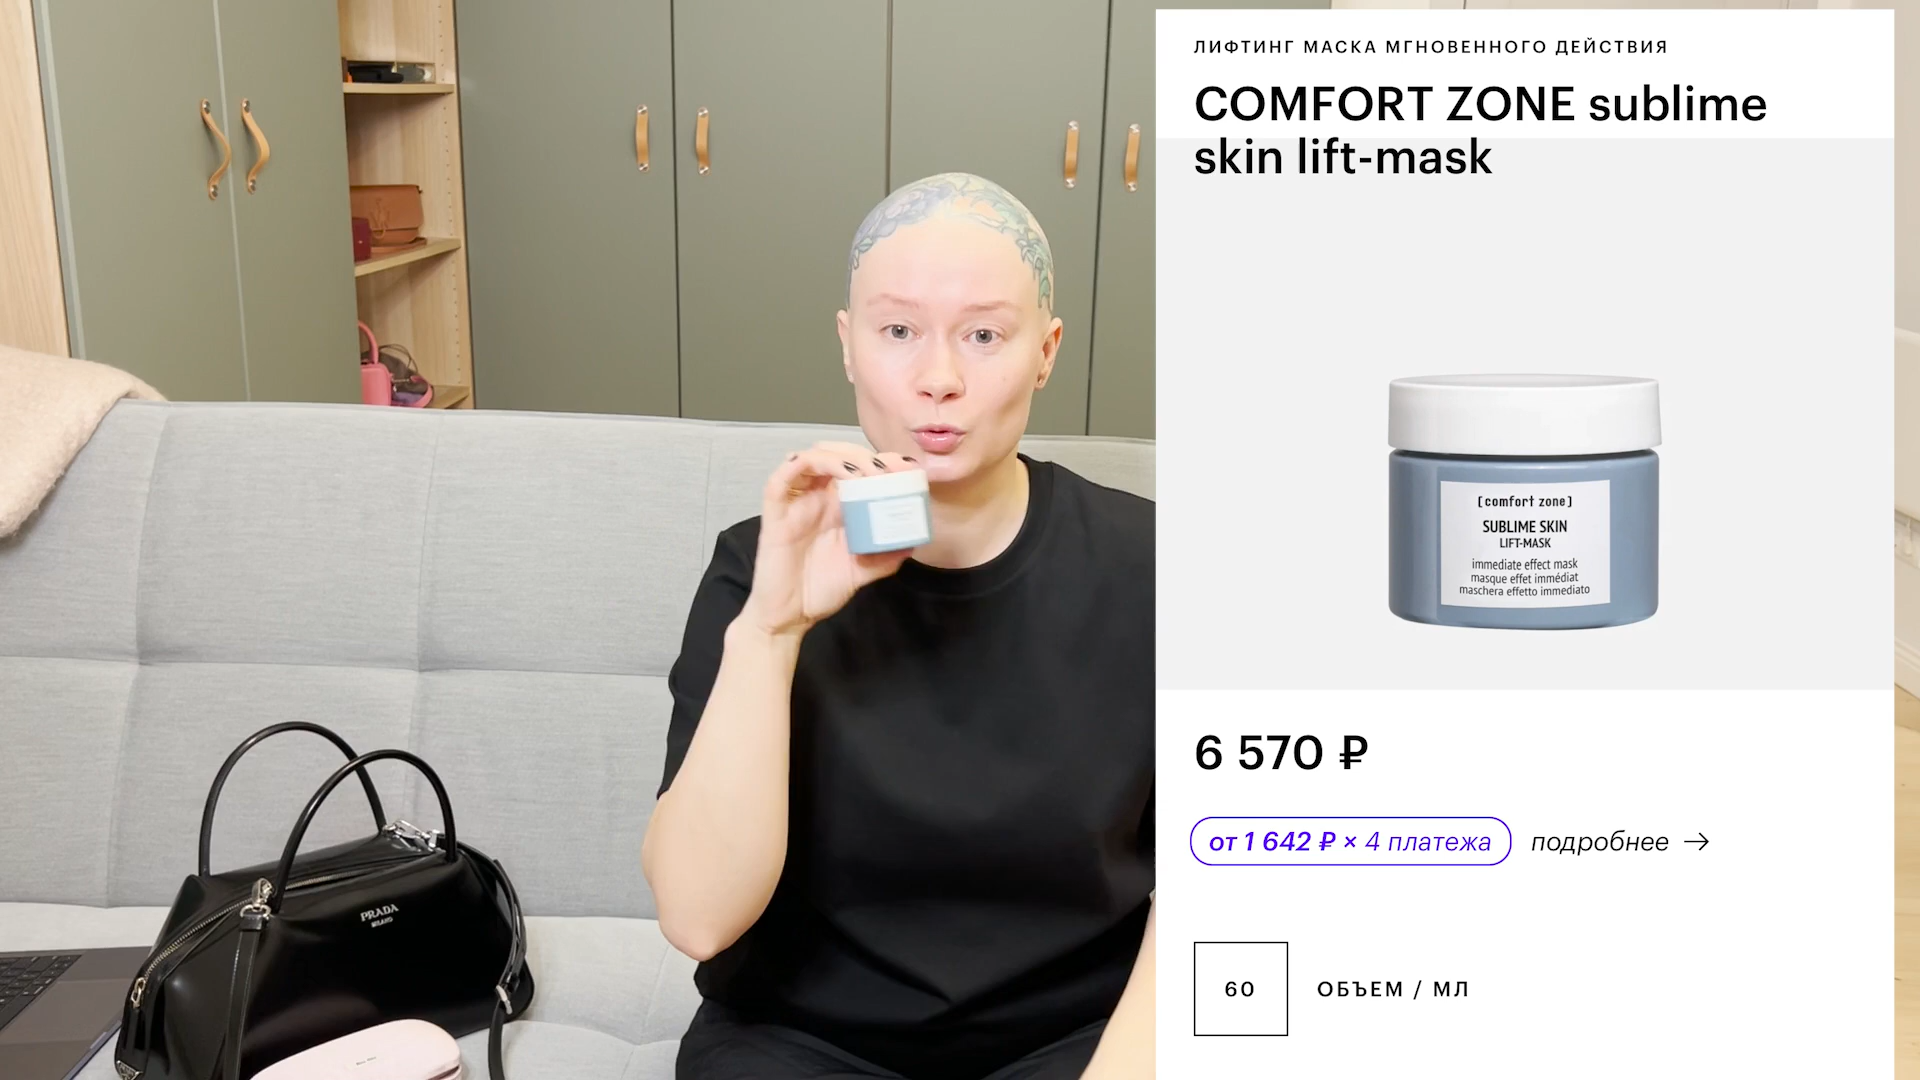 ЛИФТИНГ МАСКА МГНОВЕННОГО ДЕЙСТВИЯ
COMFORT ZONE sublime
skin lift-mask
[comfort zone]
SUBLIME SKIN
LIFT-MASK
immediate effect mask
masque effet immédiat
maschera effetto immediato
6 570 ₽
от 1 642 ₽ × 4 платежа
подробнее →
60
ОБЪЕМ / МЛ
PRADA
MILANO